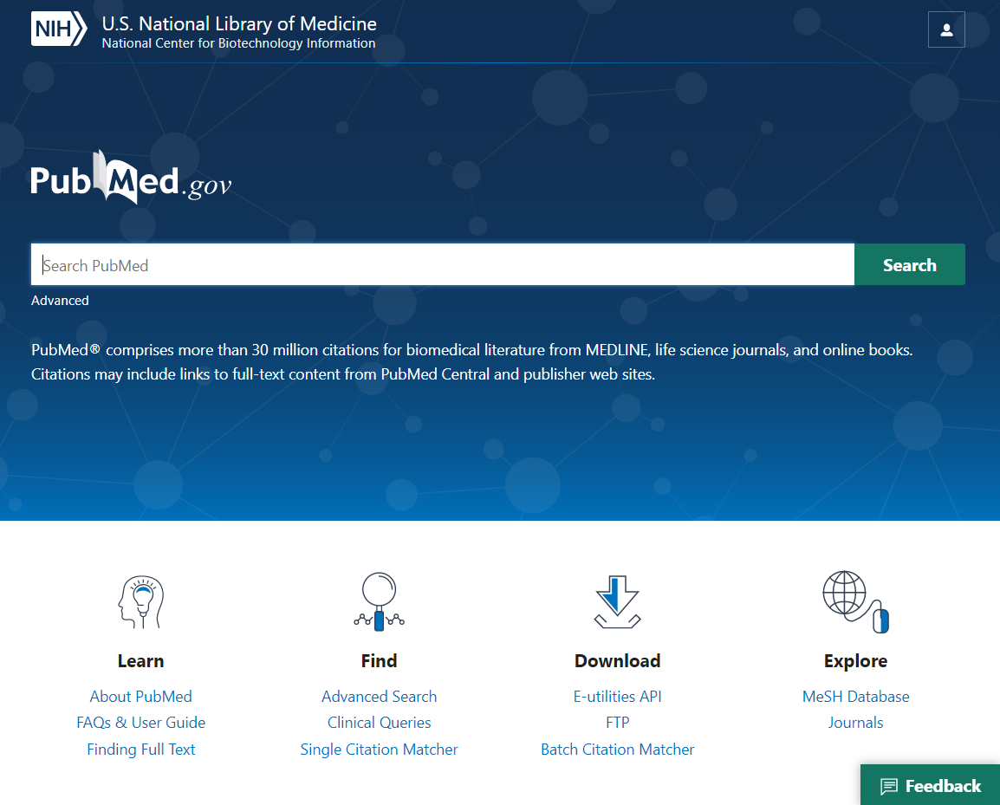 NIH
U.S. National Library of Medicine
National Center for Biotechnology Information
PubMed.gov
Search PubMed
Search
Advanced
PubMed® comprises more than 30 million citations for biomedical literature from MEDLINE, life science journals, and online books.
Citations may include links to full-text content from PubMed Central and publisher web sites.
Learn
About PubMed
FAQs & User Guide
Finding Full Text
Find
Advanced Search
Clinical Queries
Single Citation Matcher
Download
E-utilities API
FTP
Batch Citation Matcher
Explore
MeSH Database
Journals
Feedback